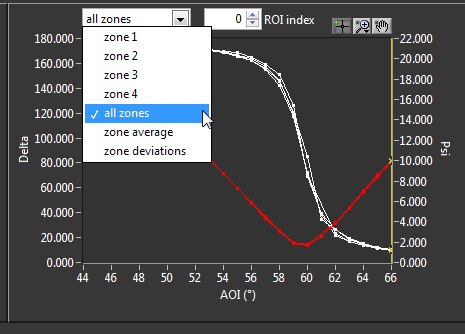 all zones
0 ROI index
zone 1
zone 2
zone 3
zone 4
all zones
zone average
zone deviations
180.000
160.000
140.000
120.000
100.000
80.000
60.000
40.000
20.000
0.000
Delta
22.000
20.000
18.000
16.000
14.000
12.000
10.000
8.000
6.000
4.000
2.000
0.000
Psi
44 46 48 50 52 54 56 58 60 62 64 66
AOI (°)